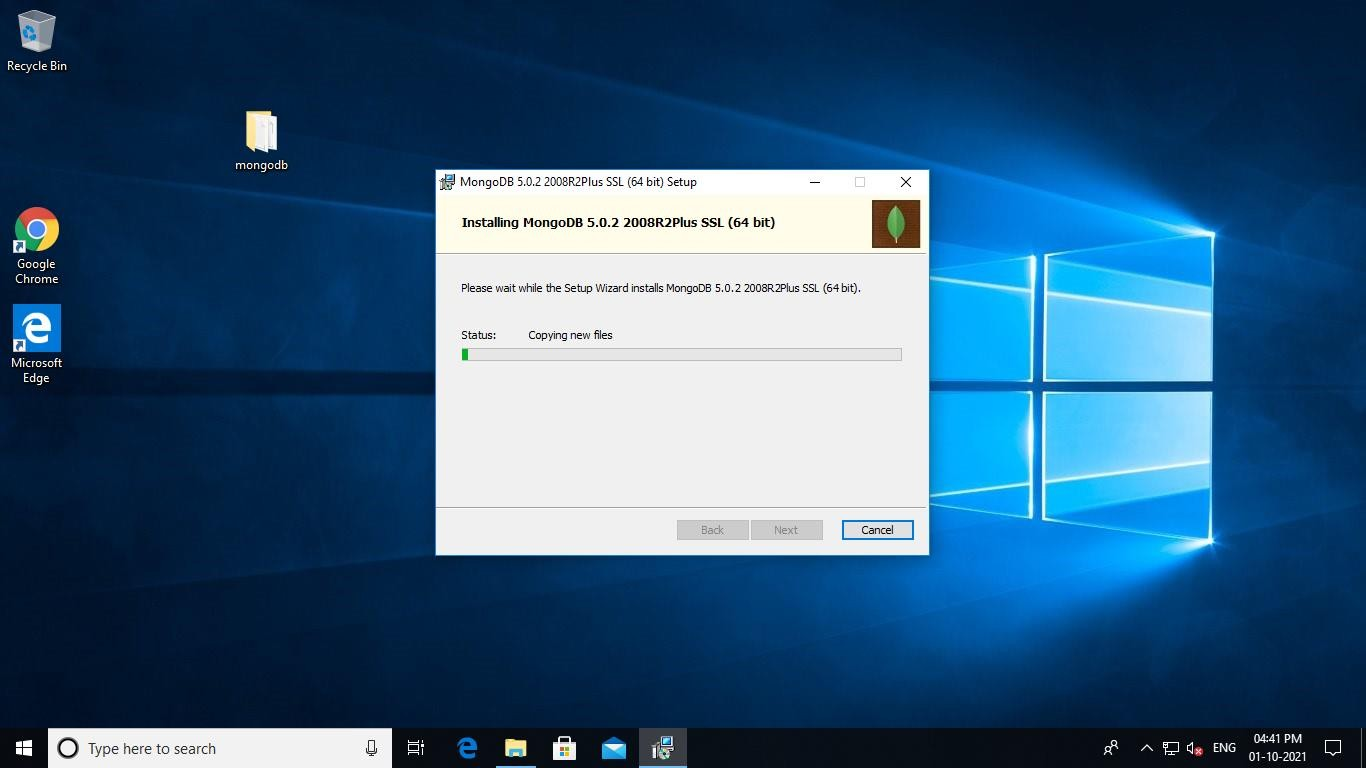 Recycle Bin
mongodb
Google
Chrome
Microsoft
Edge
MongoDB 5.0.2 2008R2Plus SSL (64 bit) Setup
Installing MongoDB 5.0.2 2008R2Plus SSL (64 bit)
Please wait while the Setup Wizard installs MongoDB 5.0.2 2008R2Plus SSL (64 bit).
Status: Copying new files
Back Next Cancel
Type here to search
ENG
04:41 PM
01-10-2021